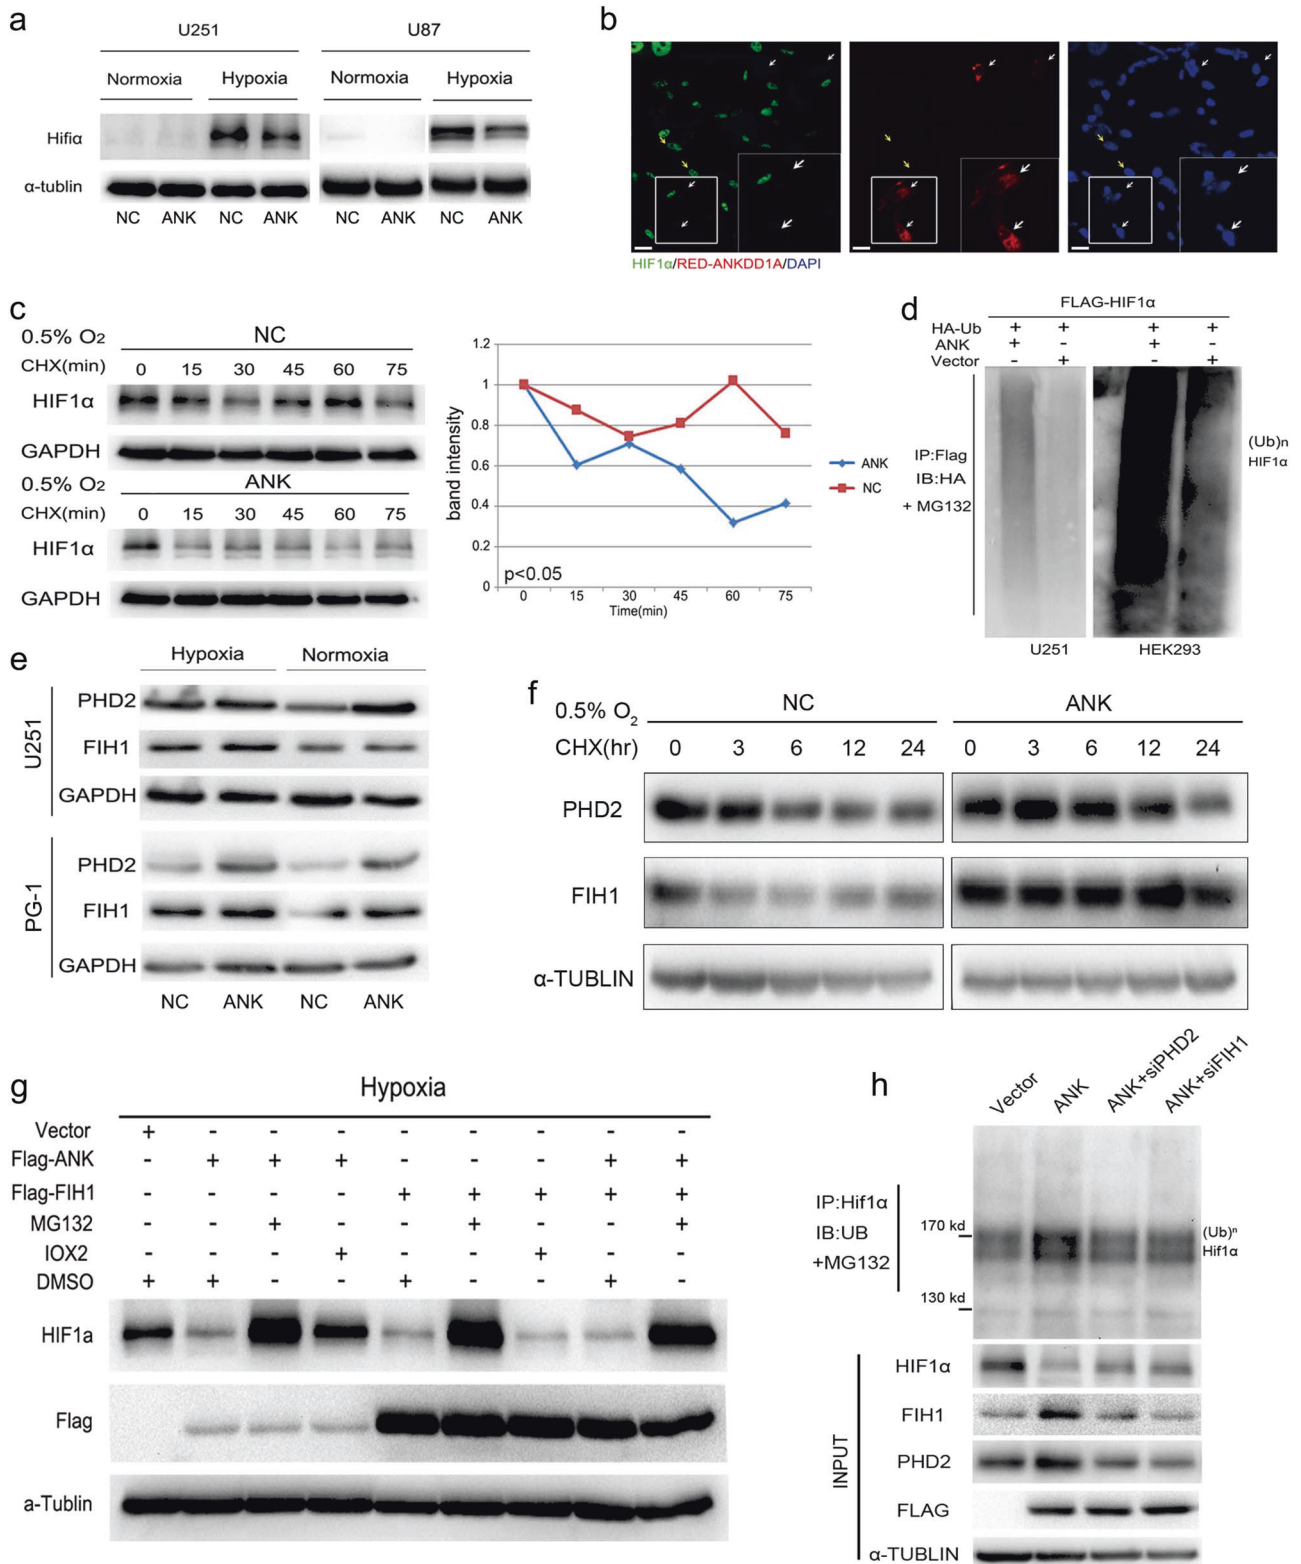 a
U251
U87
Normoxia
Hypoxia
Normoxia
Hypoxia
Hifiα
α-tublin
NC
ANK
NC
ANK
NC
ANK
NC
ANK
b
HIF1α/RED-ANKDD1A/DAPI
c
0.5% O2
NC
CHX(min)
0 15 30 45 60 75
HIF1α
GAPDH
0.5% O2
ANK
CHX(min)
0 15 30 45 60 75
HIF1α
GAPDH
band intensity
1.2
1
0.8
0.6
0.4
0.2
0
p<0.05
0 15 30 45 60 75
Time(min)
ANK
NC
d
FLAG-HIF1α
HA-Ub + + + +
ANK + - + -
Vector - + - +
IP:Flag
IB:HA
+ MG132
(Ub)n
HIF1α
U251
HEK293
e
Hypoxia
Normoxia
U251
PHD2
FIH1
GAPDH
PG-1
PHD2
FIH1
GAPDH
NC
ANK
NC
ANK
f
0.5% O2
NC
ANK
CHX(hr)
0 3 6 12 24
0 3 6 12 24
PHD2
FIH1
α-TUBLIN
g
Hypoxia
Vector + - - - - - - - -
Flag-ANK - + + + - - - + +
Flag-FIH1 - - - - + + + + +
MG132 - - + - - + - - +
IOX2 - - - + - - + - -
DMSO + + - - + - - + -
HIF1a
Flag
a-Tublin
h
Vector
ANK
ANK+siPHD2
ANK+siFIH1
IP:Hif1α
IB:UB
+MG132
170 kd
130 kd
(Ub)n
Hif1α
INPUT
HIF1α
FIH1
PHD2
FLAG
α-TUBLIN